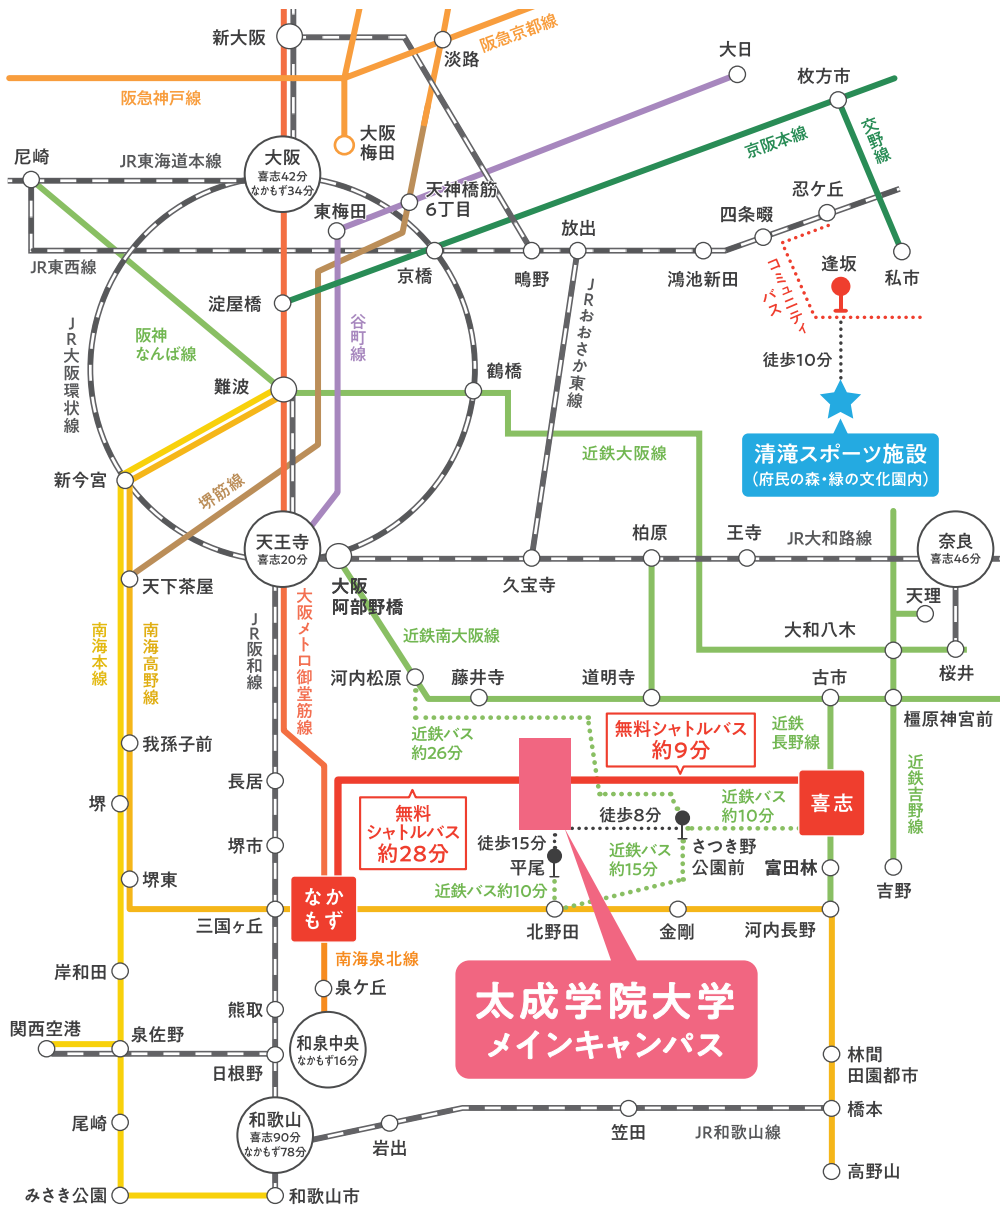 新大阪
淡路
阪急京都線
大日
枚方市
阪急神戸線
大阪
梅田
京阪本線
交野線
尼崎
JR東海道本線
大阪
喜志42分
なかもず34分
天神橋筋
6丁目
東梅田
忍ケ丘
四条畷
放出
JR東西線
京橋
鴫野
鴻池新田
コミュニティ
バス
逢坂
私市
淀屋橋
JRおおさか東線
谷町線
阪神
なんば線
JR大阪環状線
徒歩10分
難波
鶴橋
清滝スポーツ施設
(府民の森・緑の文化園内)
近鉄大阪線
新今宮
堺筋線
天王寺
喜志20分
柏原
王寺
JR大和路線
奈良
喜志46分
天下茶屋
大阪
阿部野橋
久宝寺
天理
南海本線
南海高野線
JR阪和線
大阪メトロ御堂筋線
近鉄南大阪線
大和八木
桜井
河内松原
藤井寺
道明寺
古市
橿原神宮前
近鉄バス
約26分
無料シャトルバス
約9分
近鉄
長野線
近鉄吉野線
我孫子前
長居
堺
無料
シャトルバス
約28分
近鉄バス
約10分
喜志
徒歩8分
徒歩15分
さつき野
公園前
堺市
平尾
近鉄バス
約15分
富田林
吉野
堺東
近鉄バス約10分
なか
もず
三国ヶ丘
北野田
金剛
河内長野
南海泉北線
岸和田
泉ケ丘
太成学院大学
メインキャンパス
熊取
関西空港
泉佐野
和泉中央
なかもず16分
日根野
林間
田園都市
尾崎
和歌山
喜志90分
なかもず78分
岩出
笠田
JR和歌山線
橋本
高野山
みさき公園
和歌山市